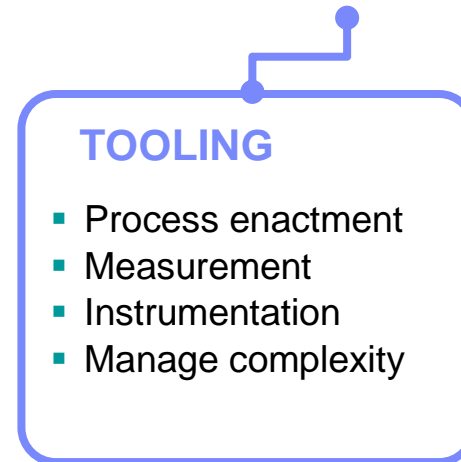 TOOLING
▪ Process enactment
▪ Measurement
▪ Instrumentation
▪ Manage complexity